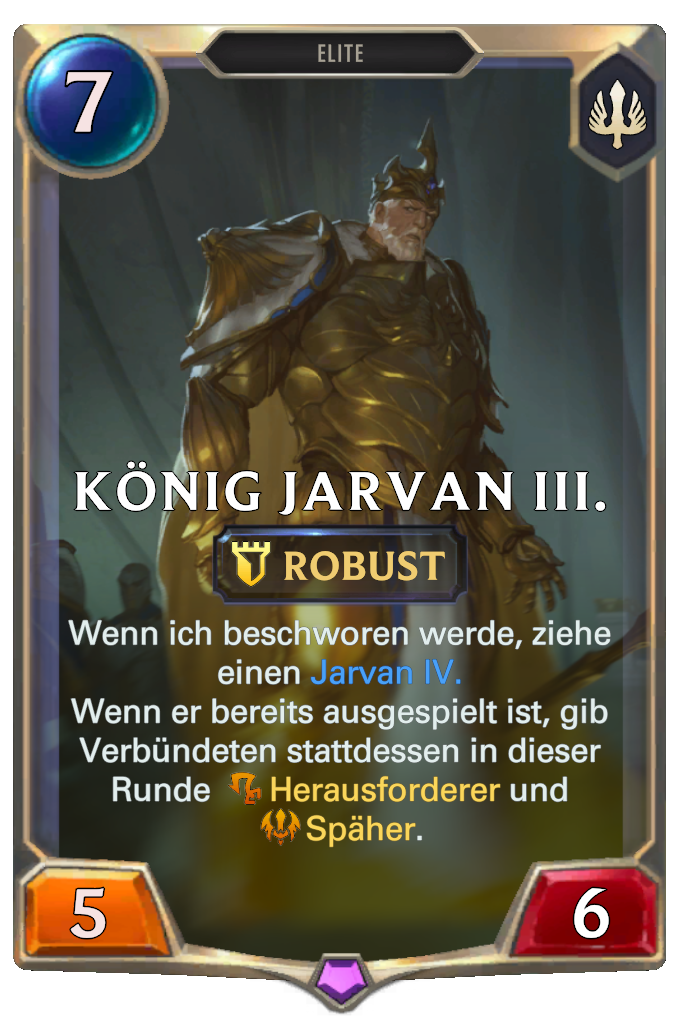 ELITE
7
KÖNIG JARVAN III.
ROBUST
Wenn ich beschworen werde, ziehe
einen Jarvan IV.
Wenn er bereits ausgespielt ist, gib
Verbündeten stattdessen in dieser
Runde Herausforderer und
Späher.
5
6